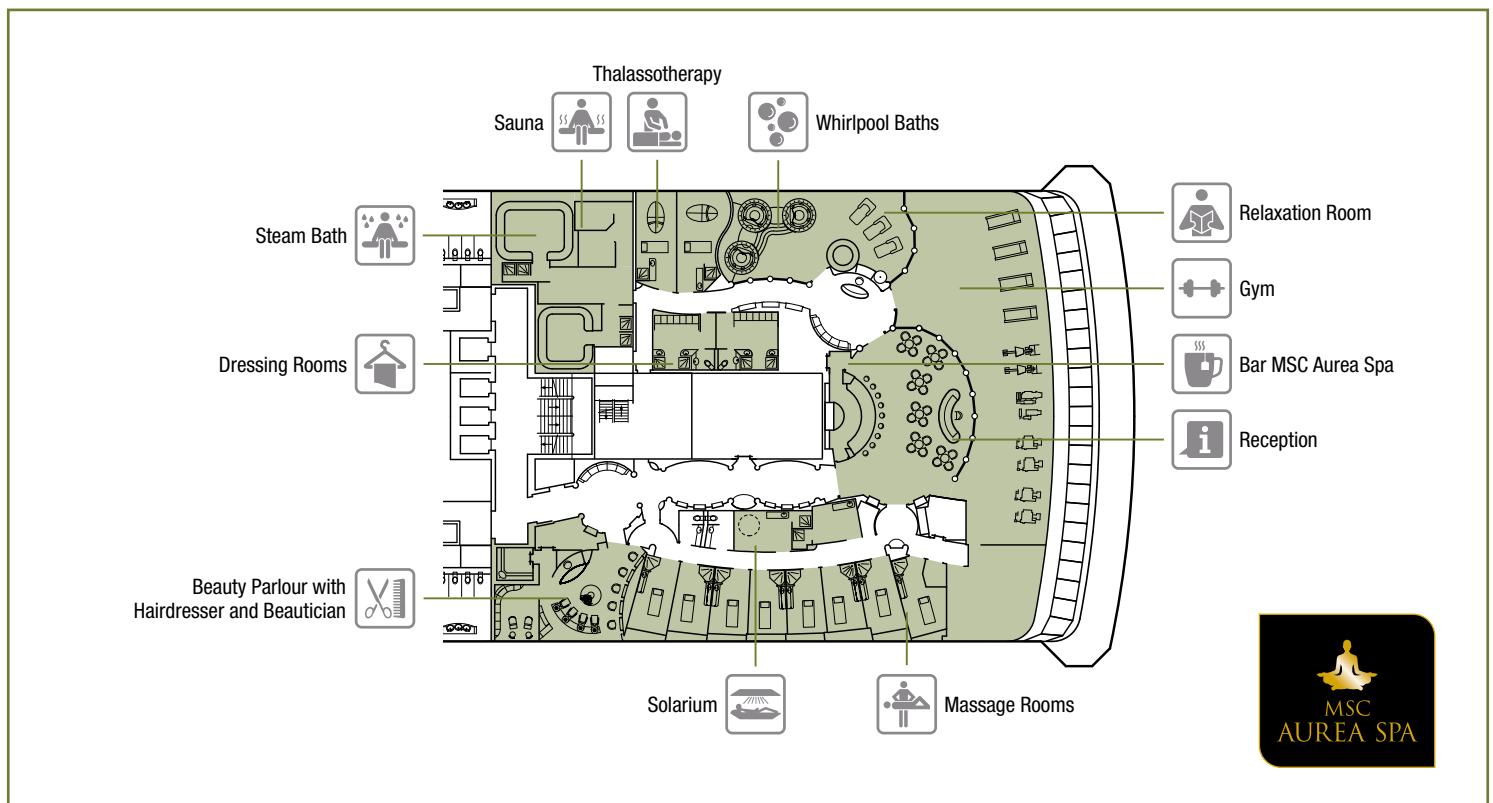 Thalassotherapy
Sauna
Whirlpool Baths
Steam Bath
Relaxation Room
Gym
Dressing Rooms
Bar MSC Aurea Spa
Reception
Beauty Parlour with
Hairdresser and Beautician
Solarium
Massage Rooms
MSC
AUREA SPA